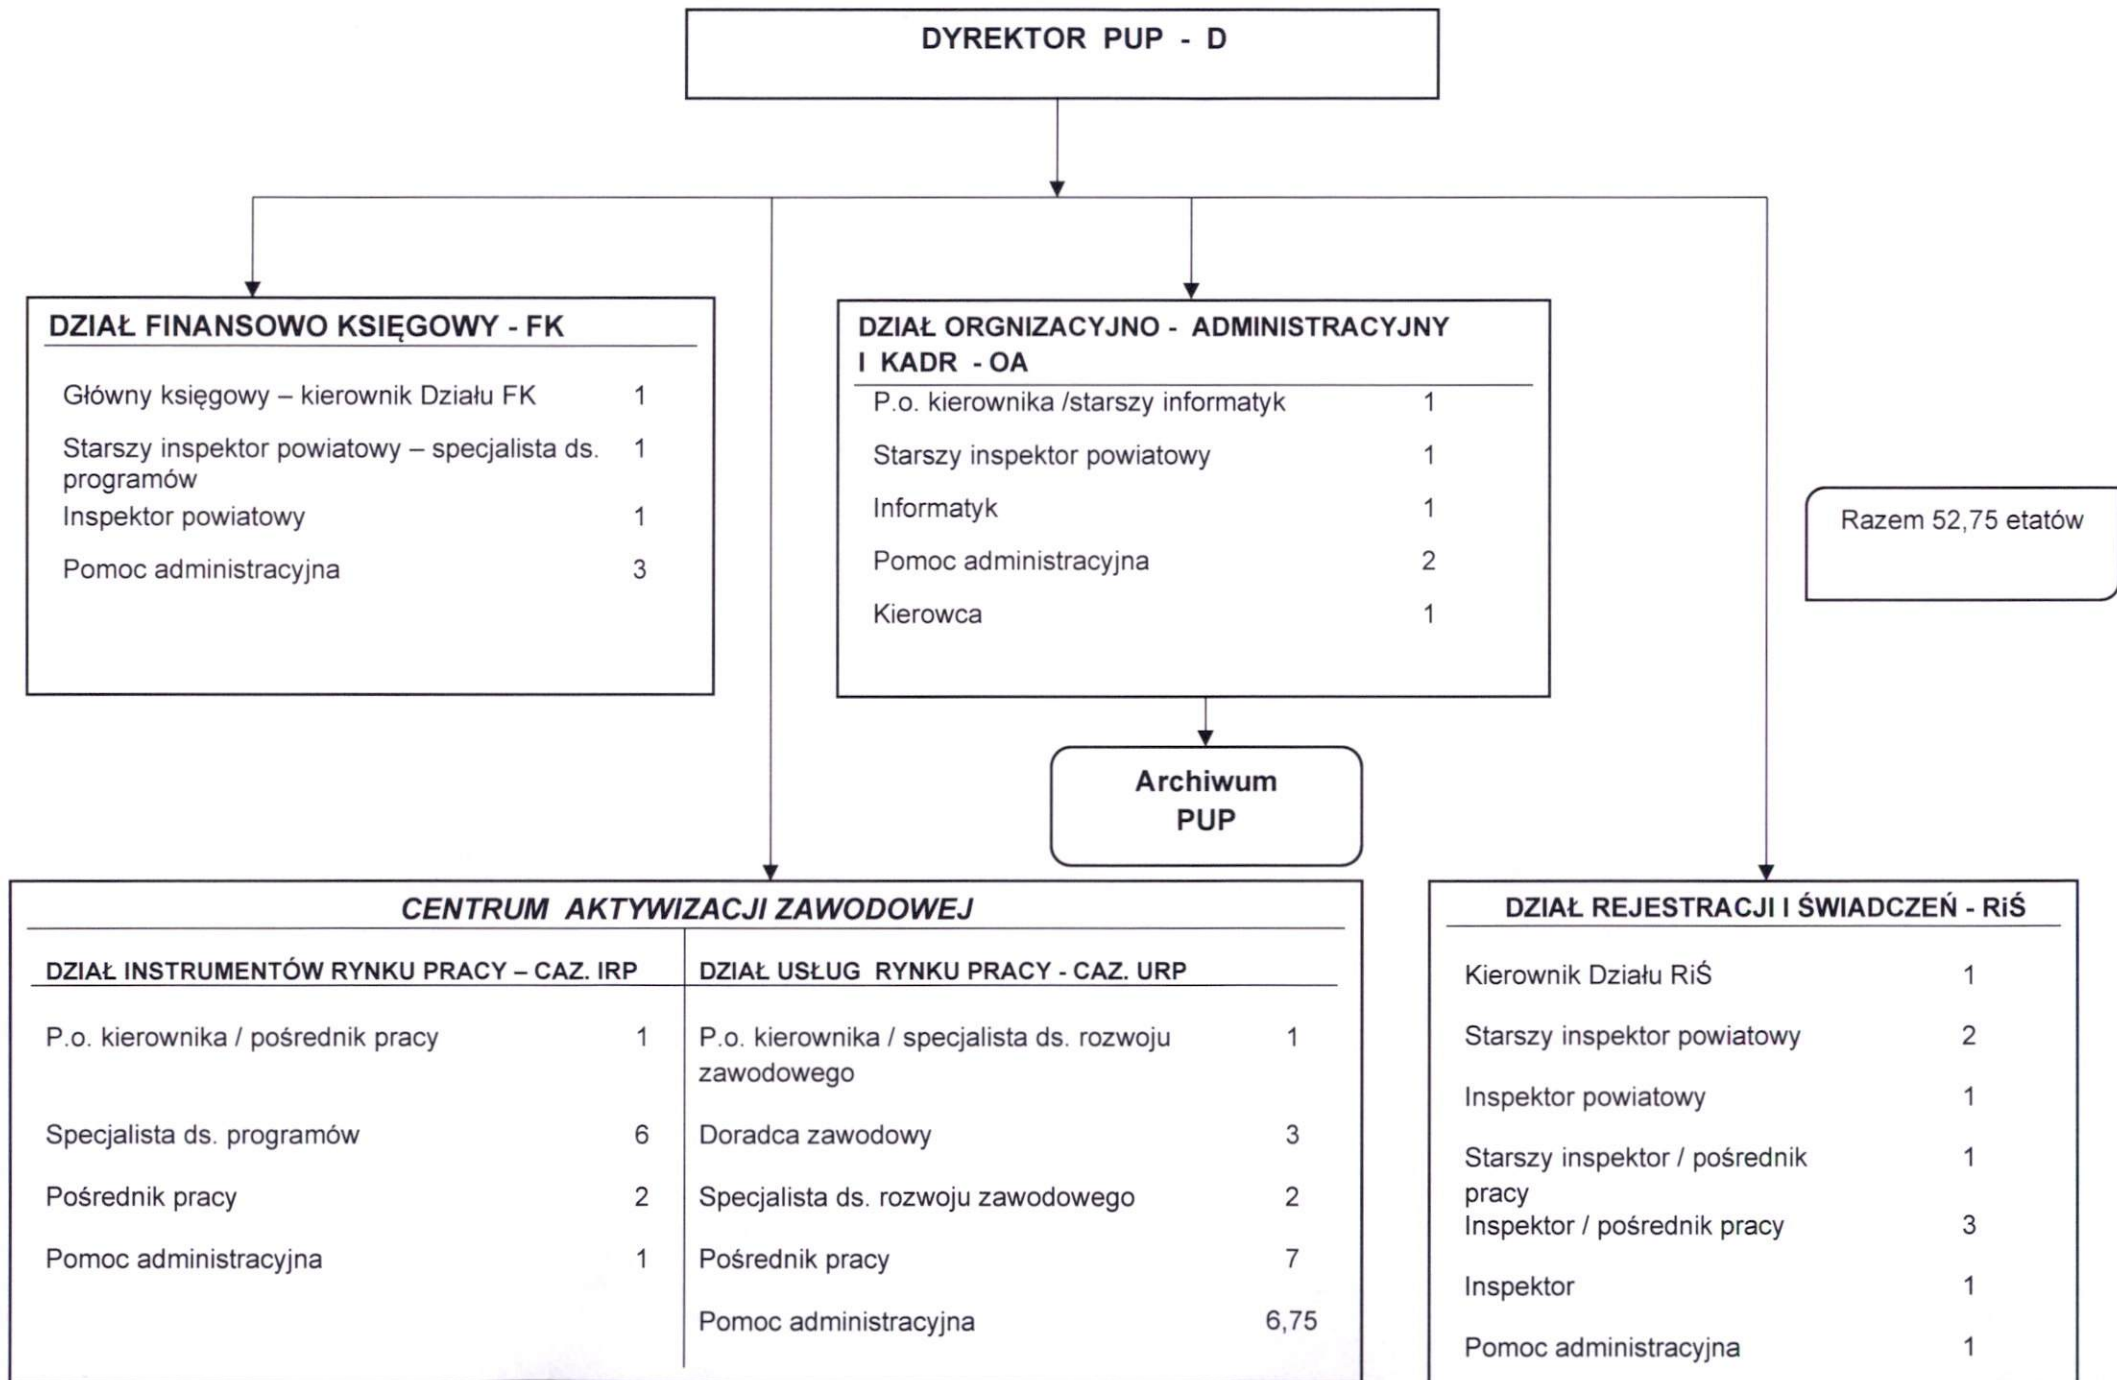 DYREKTOR PUP - D
DZIAŁ FINANSOWO KSIĘGOWY - FK
Główny księgowy – kierownik Działu FK 1
Starszy inspektor powiatowy – specjalista ds. 1
programów
Inspektor powiatowy 1
Pomoc administracyjna 3
DZIAŁ ORGNIZACYJNO - ADMINISTRACYJNY
I KADR - OA
P.o. kierownika /starszy informatyk 1
Starszy inspektor powiatowy 1
Informatyk 1
Pomoc administracyjna 2
Kierowca 1
Razem 52,75 etatów
Archiwum
PUP
CENTRUM AKTYWIZACJI ZAWODOWEJ
DZIAŁ INSTRUMENTÓW RYNKU PRACY – CAZ. IRP
P.o. kierownika / pośrednik pracy 1
Specjalista ds. programów 6
Pośrednik pracy 2
Pomoc administracyjna 1
DZIAŁ USŁUG RYNKU PRACY - CAZ. URP
P.o. kierownika / specjalista ds. rozwoju 1
zawodowego
Doradca zawodowy 3
Specjalista ds. rozwoju zawodowego 2
Pośrednik pracy 7
Pomoc administracyjna 6,75
DZIAŁ REJESTRACJI I ŚWIADCZEŃ - RiŚ
Kierownik Działu RiŚ 1
Starszy inspektor powiatowy 2
Inspektor powiatowy 1
Starszy inspektor / pośrednik 1
pracy
Inspektor / pośrednik pracy 3
Inspektor 1
Pomoc administracyjna 1